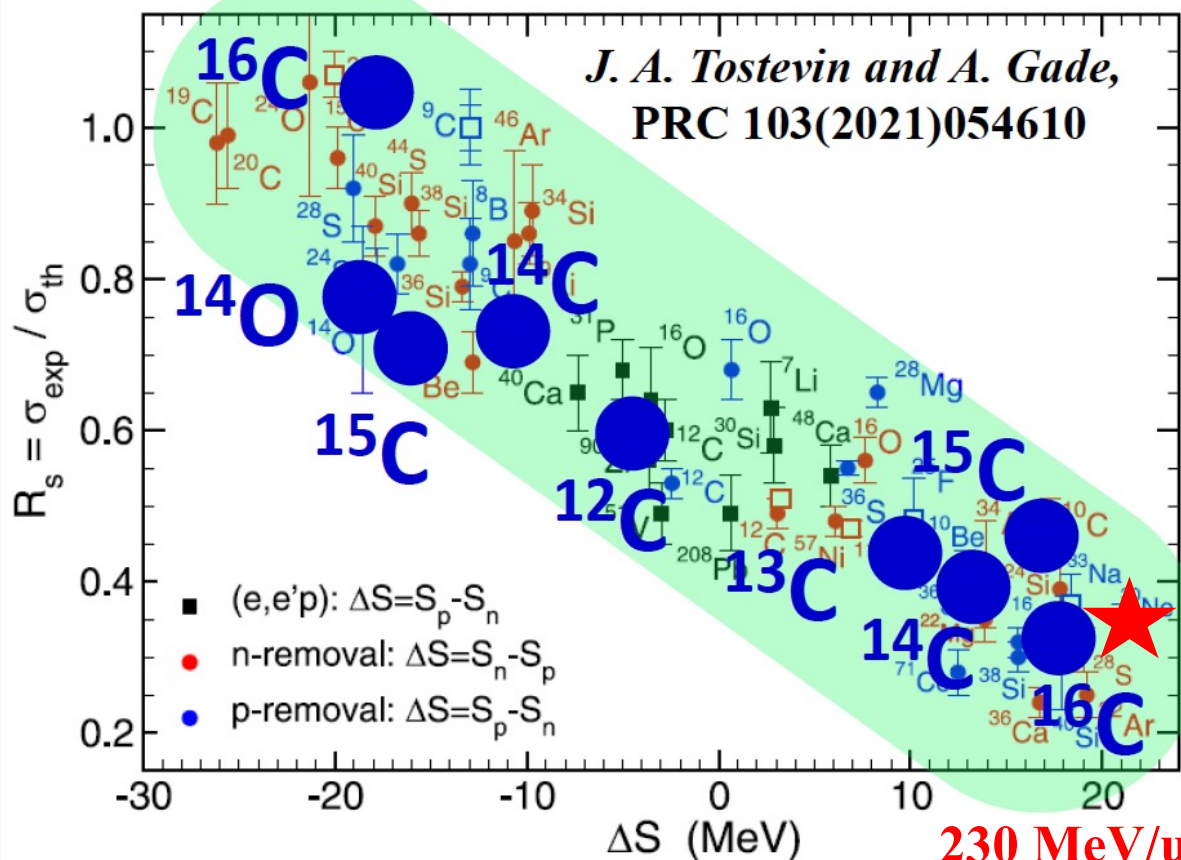 J. A. Tostevin and A. Gade,
PRC 103(2021)054610
¹⁶C
¹⁹C
²⁰C
O
⁴⁴S
⁴⁰Si
³⁸Si
²⁸S
⁹C
⁸B
⁴⁶Ar
³⁴Si
³⁶Si
¹⁴O
¹⁴O
¹⁴C
¹⁵C
Be
³¹P
¹⁶O
¹⁶O
⁴⁰Ca
⁷Li
²⁸Mg
³⁰Si
⁴⁸Ca
¹²C
¹²C
¹²C
¹²C
²⁰⁸Pb
⁵⁷Ni
¹⁶O
³⁶S
¹⁵C
¹⁰Be
¹⁰C
¹³C
²⁴Si
³³Na
¹⁴C
³⁸Si
²⁸S
³⁶Ca
¹⁶C
Ar
Si
1.0
0.8
0.6
0.4
0.2
Rₛ = σexp / σth
(e,e'p): ΔS=Sp-Sn
n-removal: ΔS=Sn-Sp
p-removal: ΔS=Sp-Sn
-30 -20 -10 0 10 20
ΔS (MeV)
230 MeV/u